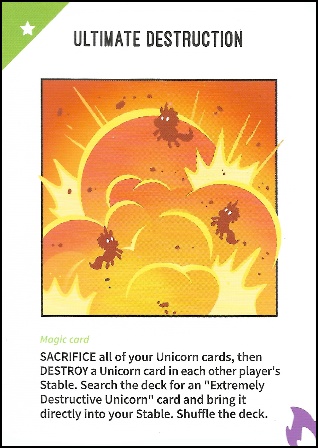 ULTIMATE DESTRUCTION
Magic card
SACRIFICE all of your Unicorn cards, then
DESTROY a Unicorn card in each other player's
Stable. Search the deck for an "Extremely
Destructive Unicorn" card and bring it
directly into your Stable. Shuffle the deck.